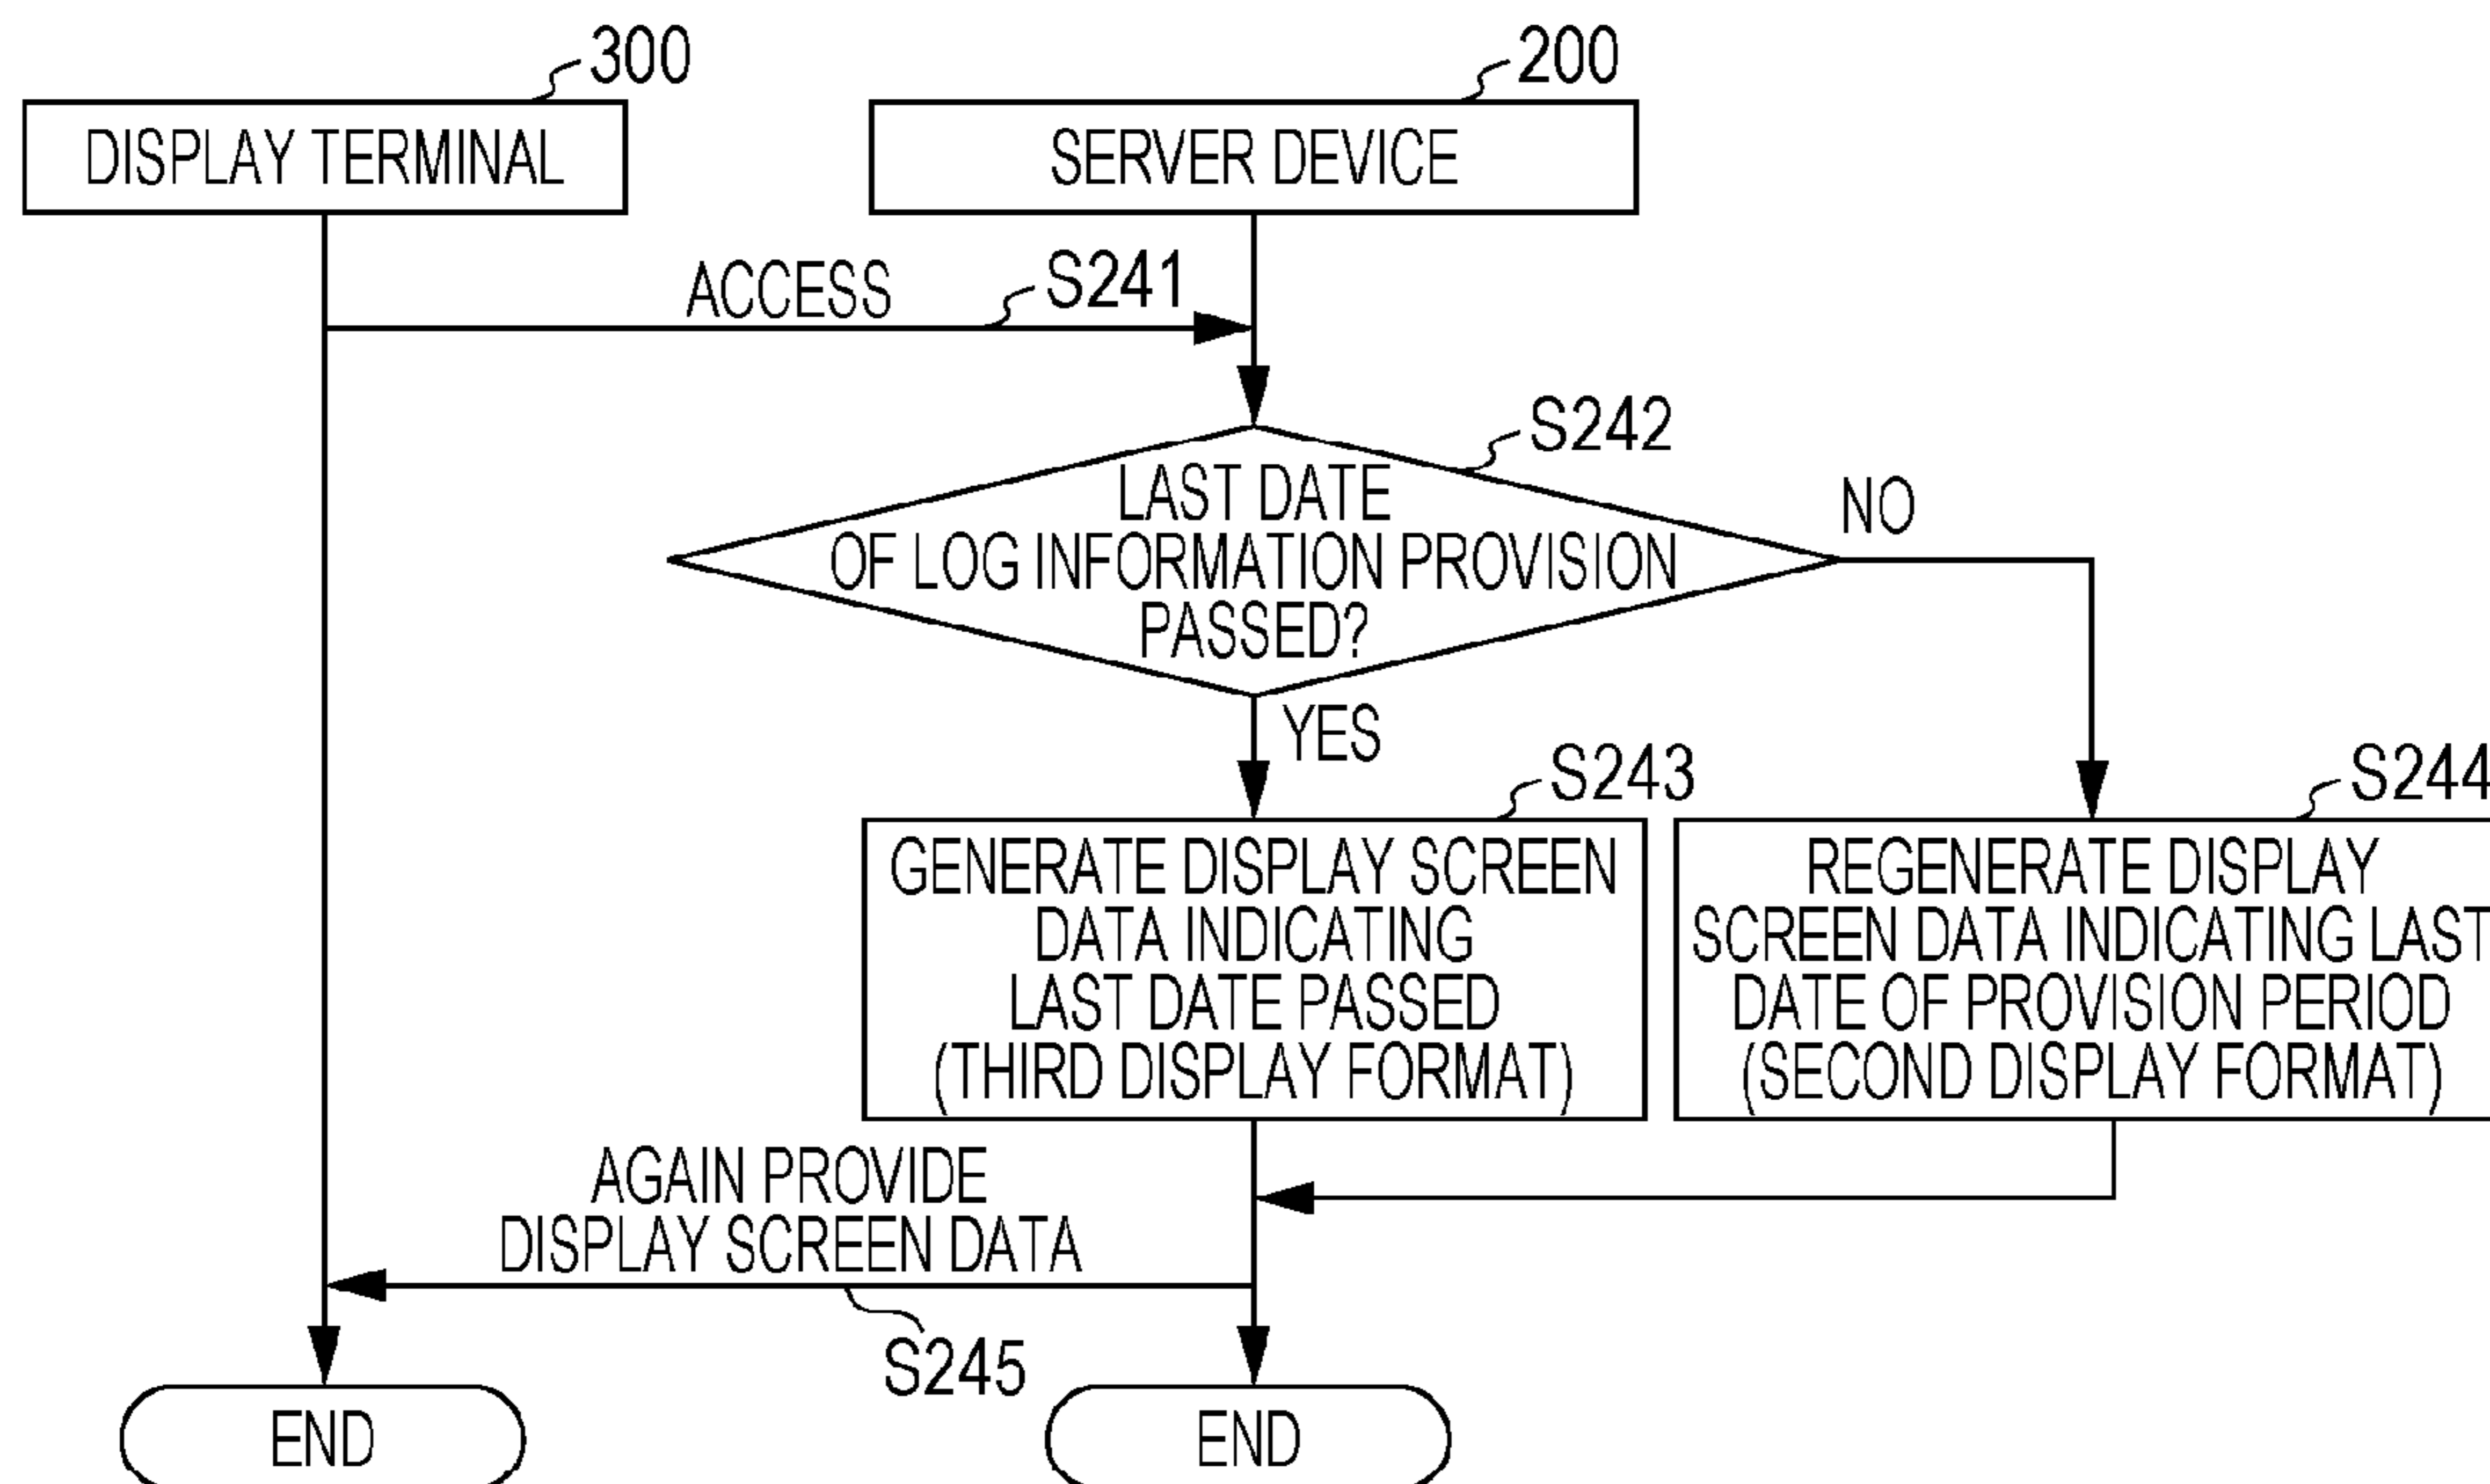 300
DISPLAY TERMINAL
200
SERVER DEVICE
ACCESS
S241
S242
LAST DATE
OF LOG INFORMATION PROVISION
PASSED?
NO
YES
S243
GENERATE DISPLAY SCREEN
DATA INDICATING
LAST DATE PASSED
(THIRD DISPLAY FORMAT)
S244
REGENERATE DISPLAY
SCREEN DATA INDICATING LAST
DATE OF PROVISION PERIOD
(SECOND DISPLAY FORMAT)
AGAIN PROVIDE
DISPLAY SCREEN DATA
S245
END
END